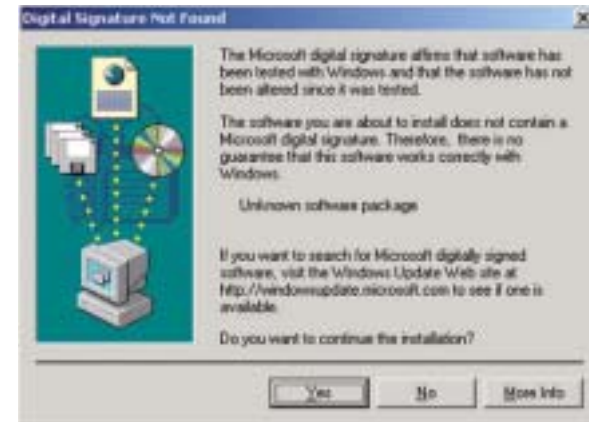 Digital Signature Not Found
The Microsoft digital signature affirms that software has
been tested with Windows and that the software has not
been altered since it was tested.
The software you are about to install does not contain a
Microsoft digital signature. Therefore, there is no
guarantee that this software works correctly with
Windows.
Unknown software package
If you want to search for Microsoft digitally signed
software, visit the Windows Update Web site at
http://windowsupdate.microsoft.com to see if one is
available.
Do you want to continue the installation?
Yes
No
More Info